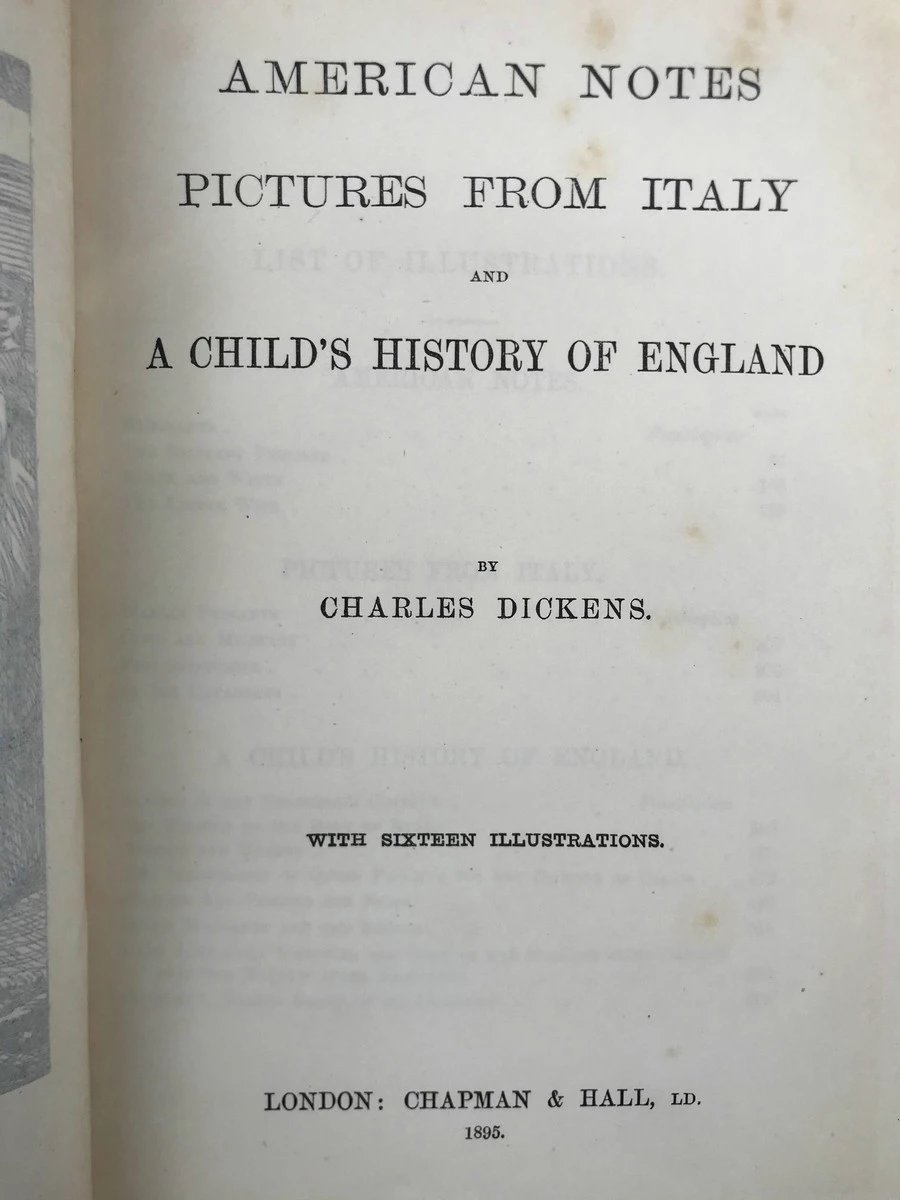 AMERICAN NOTES
PICTURES FROM ITALY
AND
A CHILD'S HISTORY OF ENGLAND
BY
CHARLES DICKENS.
WITH SIXTEEN ILLUSTRATIONS.
LONDON: CHAPMAN & HALL, LD.
1895.